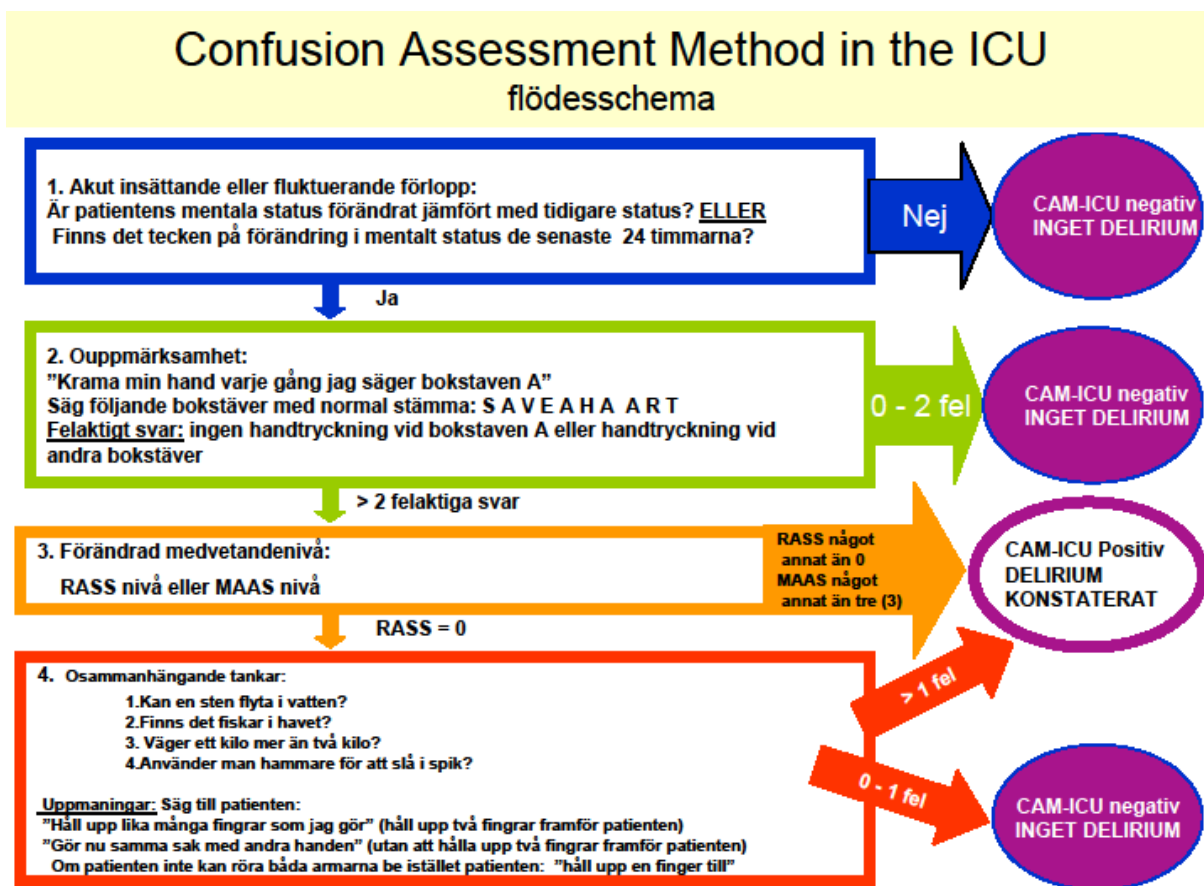 Confusion Assessment Method in the ICU
flödesschema
1. Akut insättande eller fluktuerande förlopp:
Är patientens mentala status förändrat jämfört med tidigare status? ELLER
Finns det tecken på förändring i mentalt status de senaste 24 timmarna?
Nej
CAM-ICU negativ
INGET DELIRIUM
Ja
2. Ouppmärksamhet:
”Krama min hand varje gång jag säger bokstaven A”
Säg följande bokstäver med normal stämma: S A V E A H A A R T
Felaktigt svar: ingen handtryckning vid bokstaven A eller handtryckning vid
andra bokstäver
0 - 2 fel
CAM-ICU negativ
INGET DELIRIUM
> 2 felaktiga svar
3. Förändrad medvetandenivå:
RASS nivå eller MAAS nivå
RASS något
annat än 0
MAAS något
annat än tre (3)
CAM-ICU Positiv
DELIRIUM
KONSTATERAT
RASS = 0
4. Osammanhängande tankar:
1.Kan en sten flyta i vatten?
2.Finns det fiskar i havet?
3. Väger ett kilo mer än två kilo?
4.Använder man hammare för att slå i spik?
Uppmaningar: Säg till patienten:
”Håll upp lika många fingrar som jag gör” (håll upp två fingrar framför patienten)
”Gör nu samma sak med andra handen” (utan att hålla upp två fingrar framför patienten)
Om patienten inte kan röra båda armarna be istället patienten: ”håll upp en finger till”
> 1 fel
0 - 1 fel
CAM-ICU negativ
INGET DELIRIUM